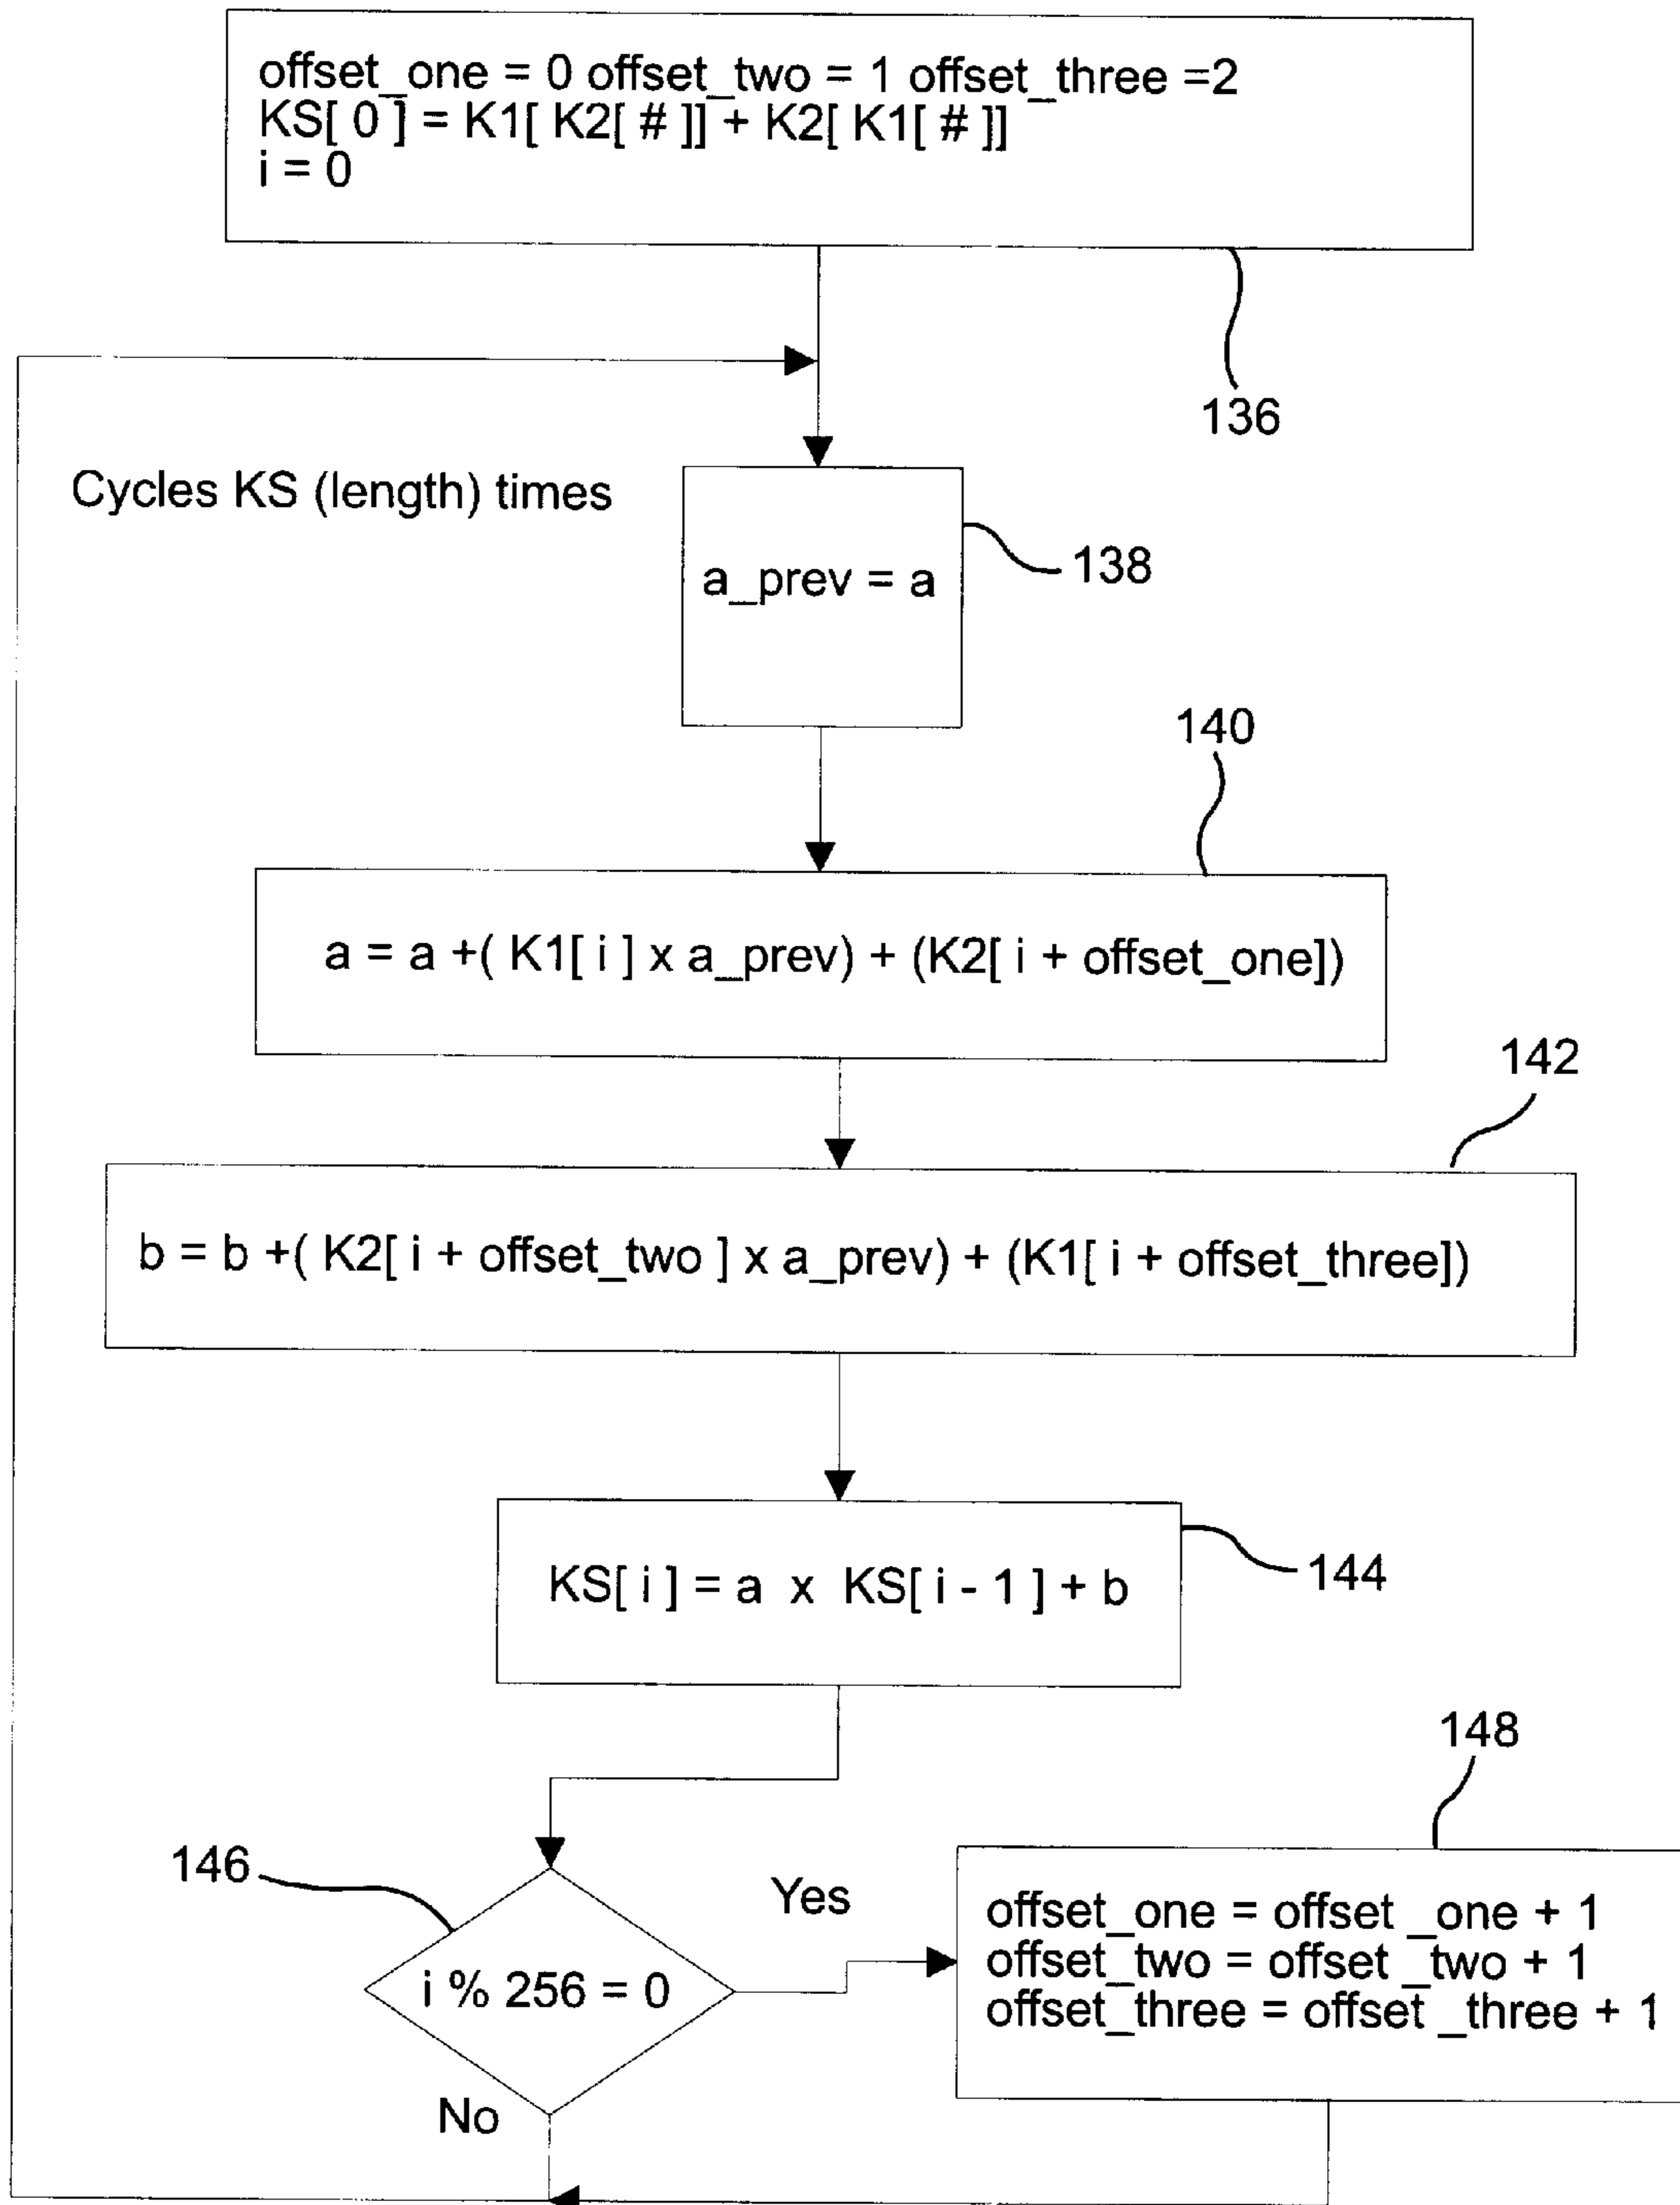 offset_one = 0 offset_two = 1 offset_three =2
KS[ 0 ] = K1[ K2[ # ]] + K2[ K1[ # ]]
i = 0
136
Cycles KS (length) times
a_prev = a
138
140
a = a +( K1[ i ] x a_prev) + (K2[ i + offset_one])
142
b = b +( K2[ i + offset_two ] x a_prev) + (K1[ i + offset_three])
KS[ i ] = a x KS[ i - 1 ] + b
144
148
146
Yes
i % 256 = 0
offset_one = offset _one + 1
offset_two = offset _two + 1
offset_three = offset _three + 1
No